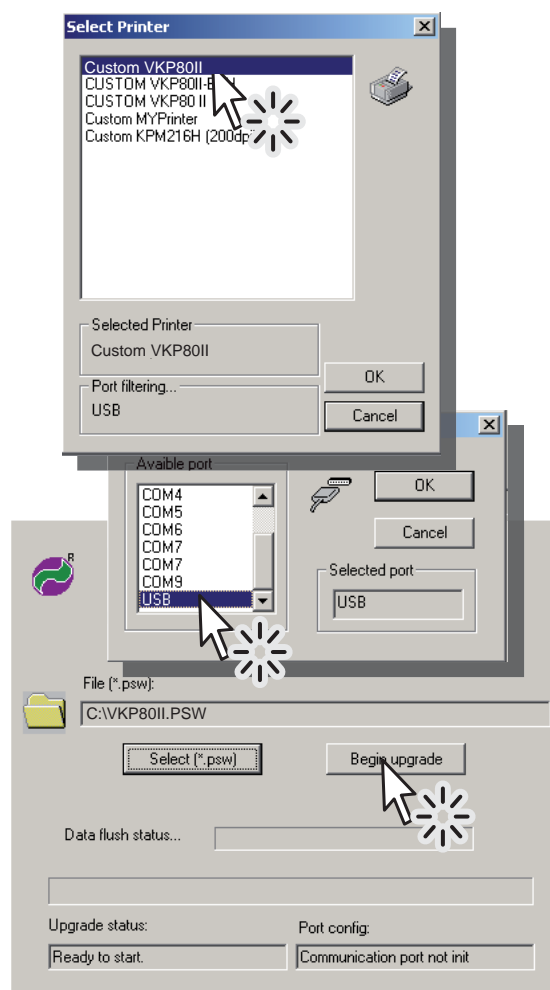 Select Printer
Custom VKP80II
CUSTOM VKP80II-
CUSTOM VKP80 II
Custom MYPrinter
Custom KPM216H (200dpi
Selected Printer
Custom VKP80II
Port filtering...
USB
OK
Cancel
Avaible port
COM4
COM5
COM6
COM7
COM7
COM9
USB
OK
Cancel
Selected port
USB
R
File (*.psw):
C:\VKP80II.PSW
Select (*.psw)
Begin upgrade
Data flush status...
Upgrade status:
Port config:
Ready to start.
Communication port not init